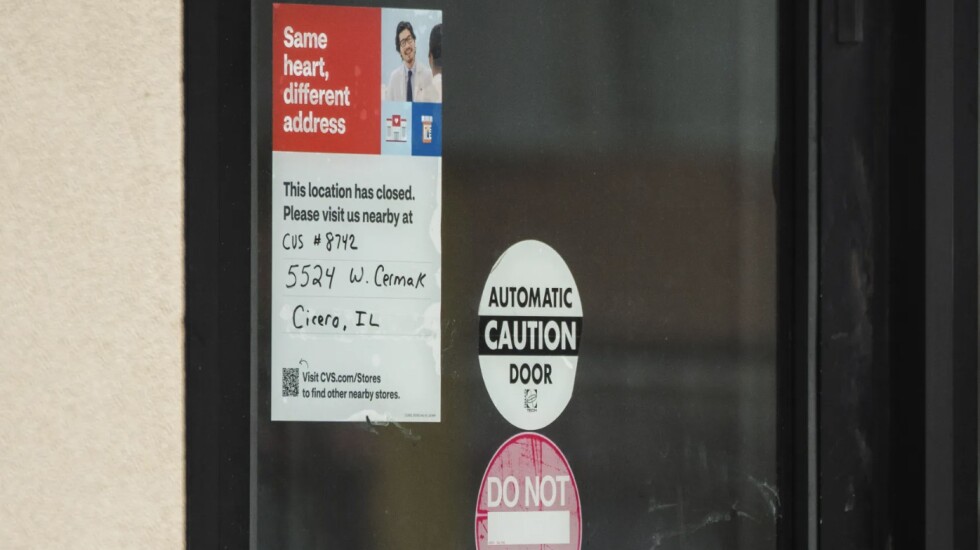 Same
heart,
different
address
This location has closed.
Please visit us nearby at
CVS #8742
5524 W. Cermak
Cicero, IL
Visit CVS.com/Stores
to find other nearby stores.
AUTOMATIC
CAUTION
DOOR
DO NOT